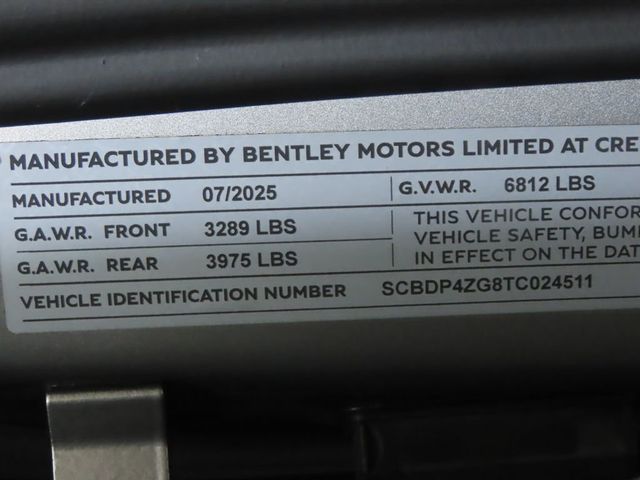 MANUFACTURED BY BENTLEY MOTORS LIMITED AT CRE
MANUFACTURED 07/2025 G.V.W.R. 6812 LBS
G.A.W.R. FRONT 3289 LBS
G.A.W.R. REAR 3975 LBS
THIS VEHICLE CONFOR
VEHICLE SAFETY, BUM
IN EFFECT ON THE DAT
VEHICLE IDENTIFICATION NUMBER SCBDP4ZG8TC024511